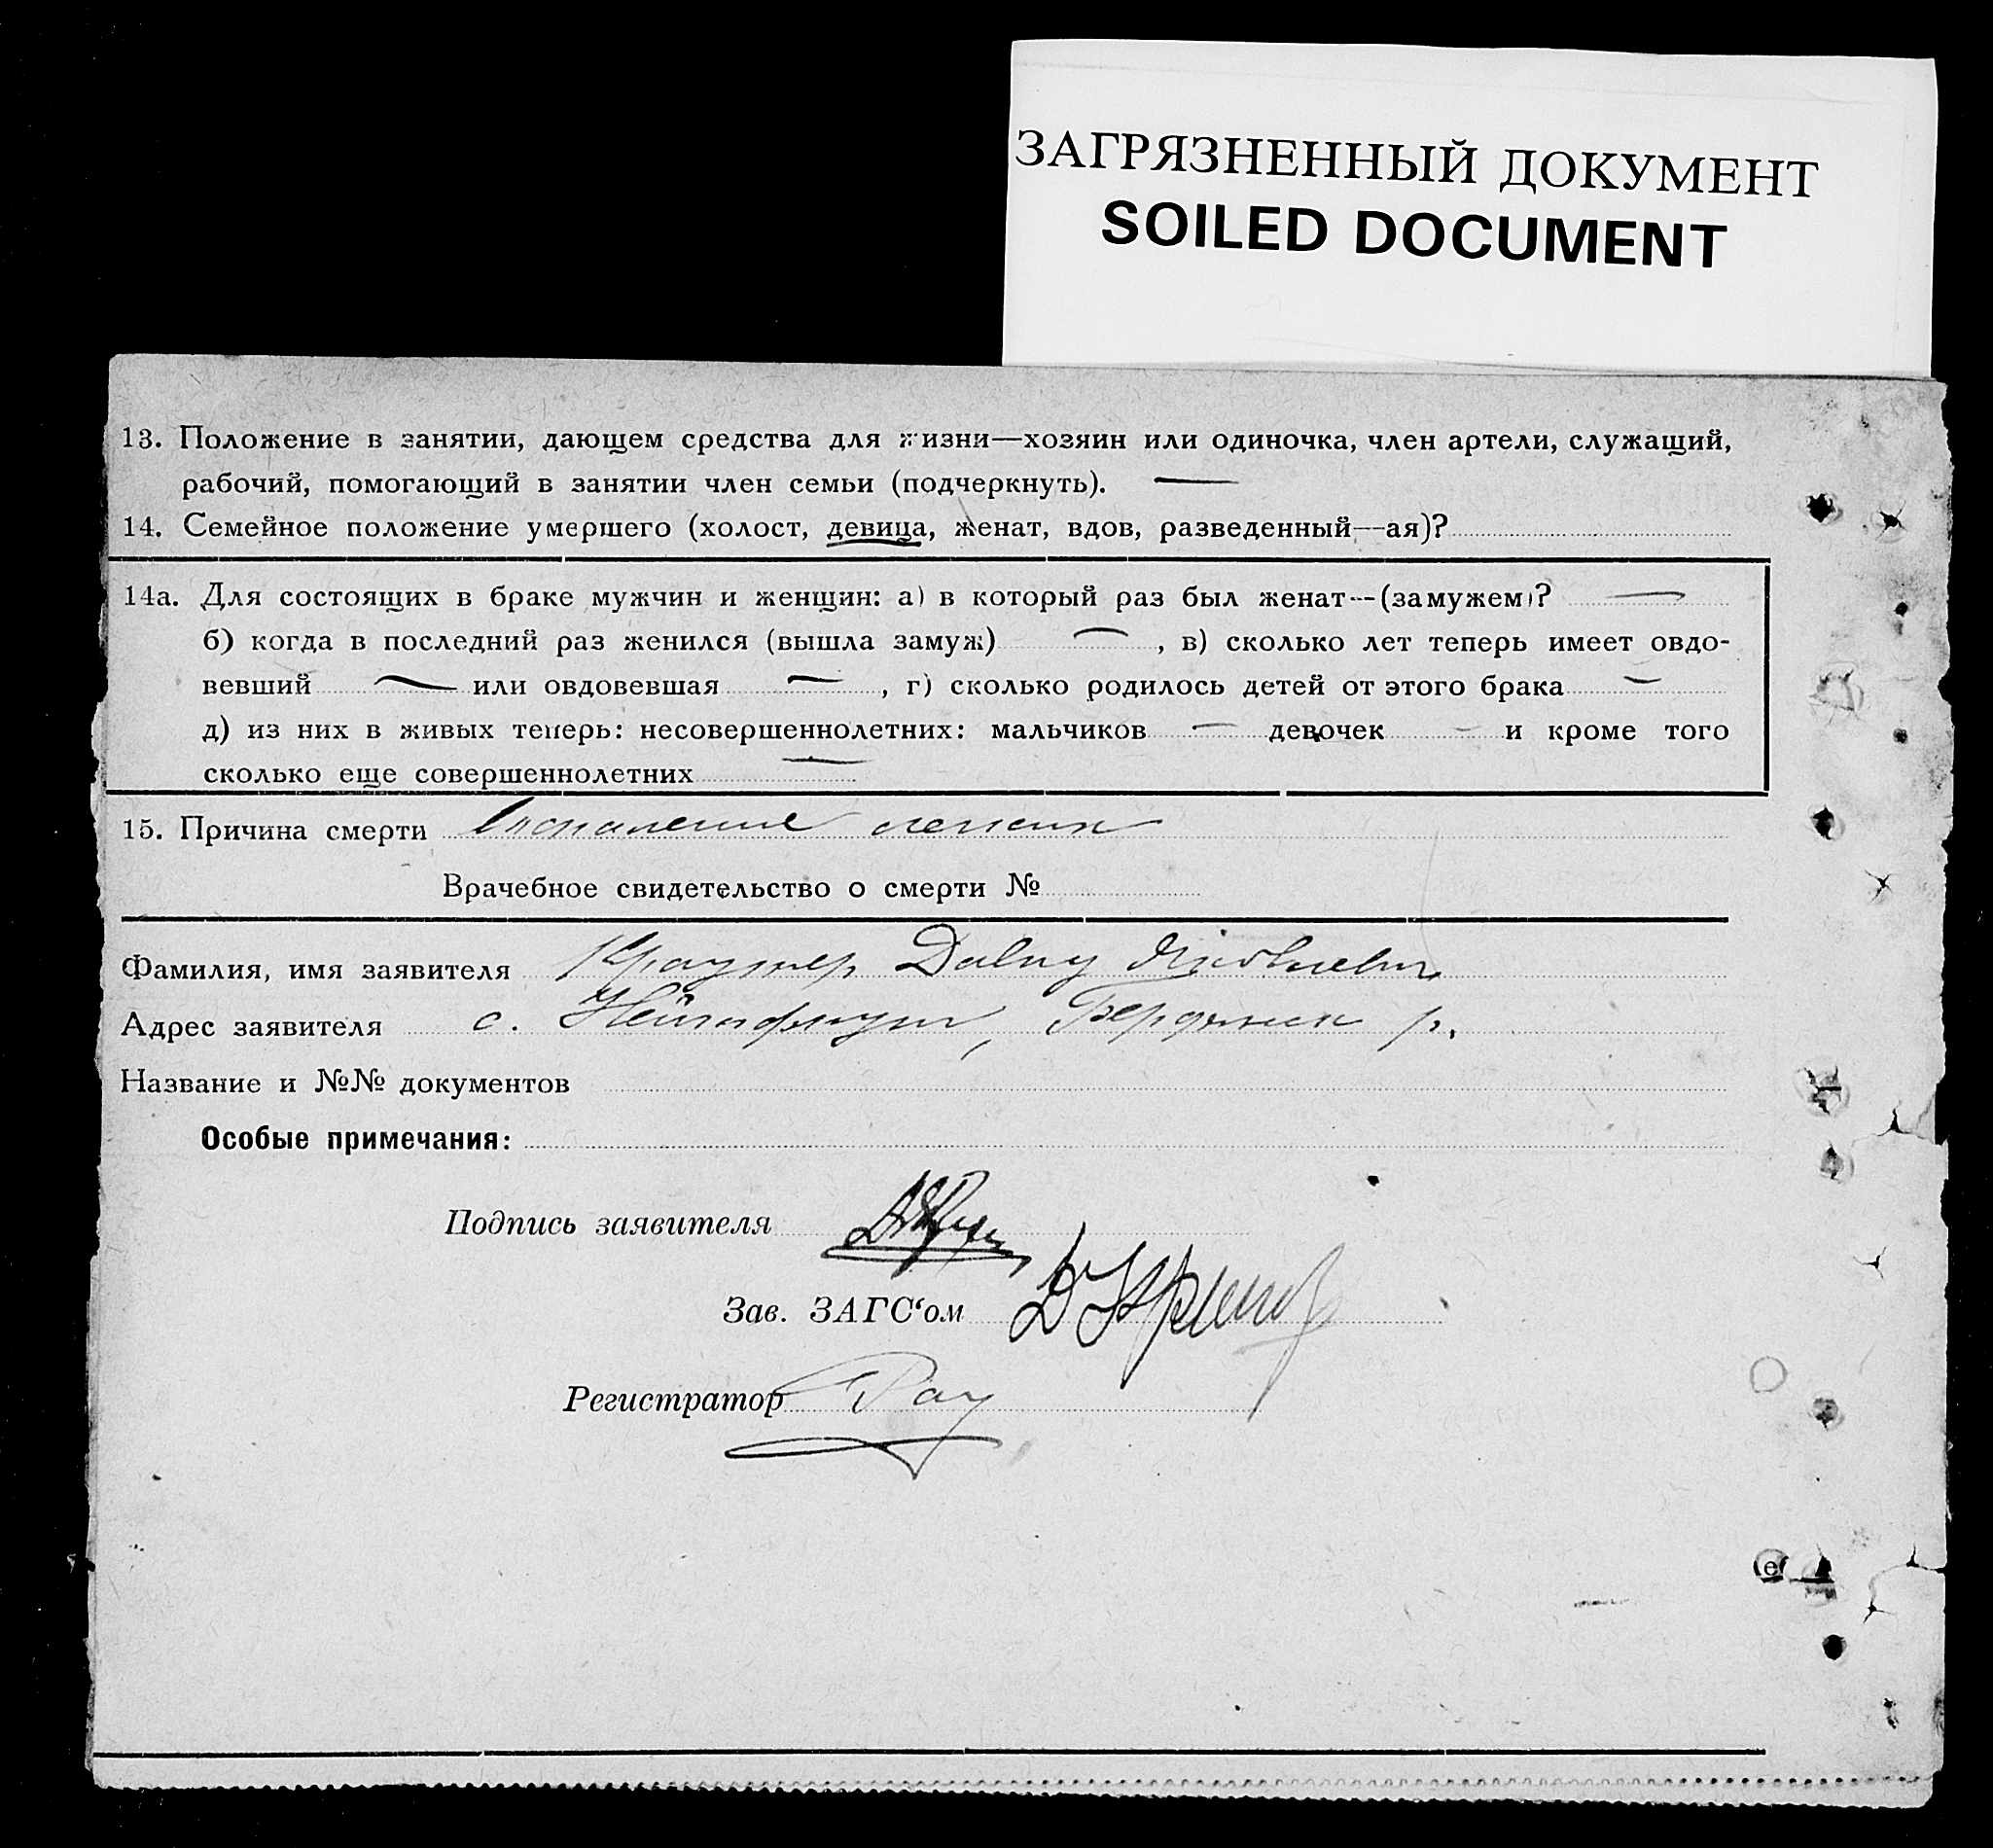 ЗАГРЯЗНЕННЫЙ ДОКУМЕНТ
SOILED DOCUMENT
13. Положение в занятии, дающем средства для жизни—хозяин или одиночка, член артели, служащий,
рабочий, помогающий в занятии член семьи (подчеркнуть). —
14. Семейное положение умершего (холост, девица, женат, вдов, разведенный—ая)?
14а. Для состоящих в браке мужчин и женщин: а) в который раз был женат—(замужем)? —
б) когда в последний раз женился (вышла замуж) — , в) сколько лет теперь имеет овдо-
вевший — или овдовевшая — , г) сколько родилось детей от этого брака —
д) из них в живых теперь: несовершеннолетних: мальчиков — девочек — и кроме того
сколько еще совершеннолетних —
15. Причина смерти Воспаление легких
Врачебное свидетельство о смерти №
Фамилия, имя заявителя Давид Яковлевич
Адрес заявителя с. Бердянск р.
Название и №№ документов
Особые примечания:
Подпись заявителя
Зав. ЗАГС‘ом
Регистратор Рау